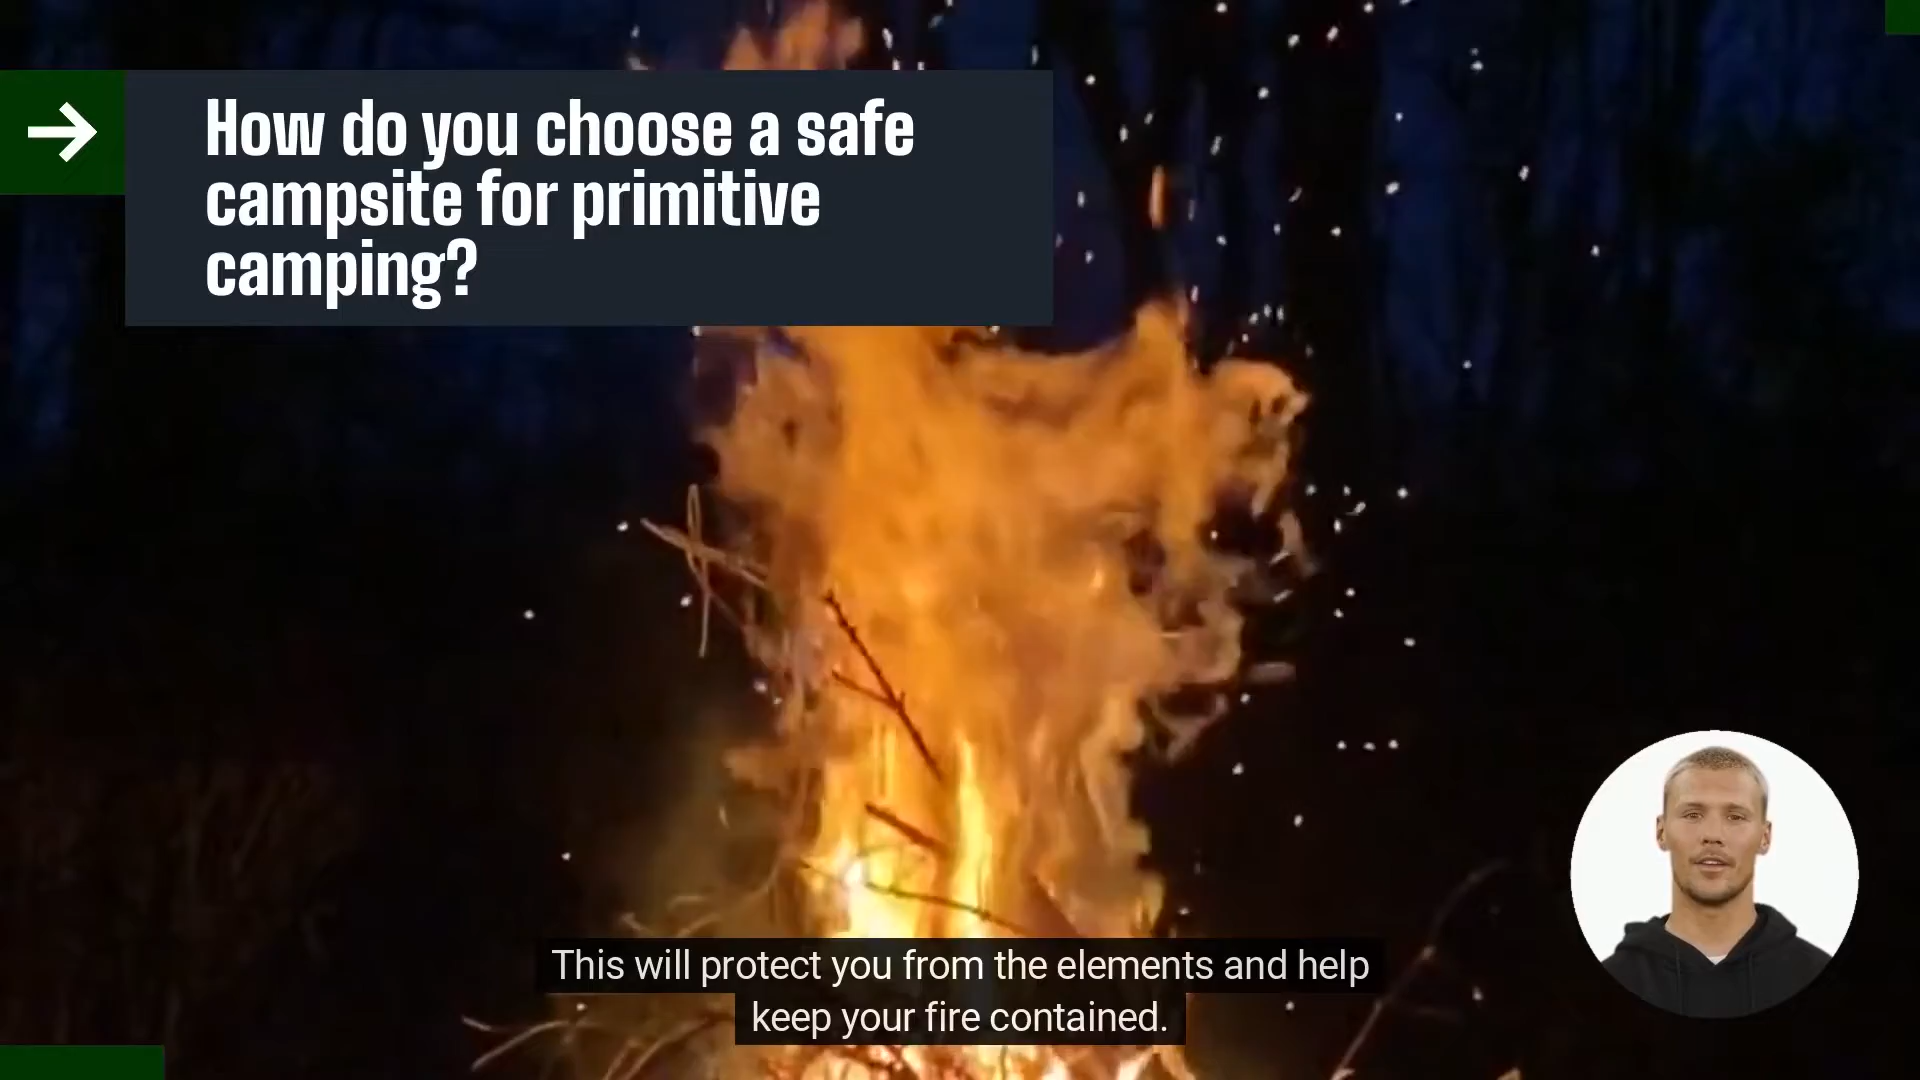 How do you choose a safe
campsite for primitive
camping?
This will protect you from the elements and help
keep your fire contained.